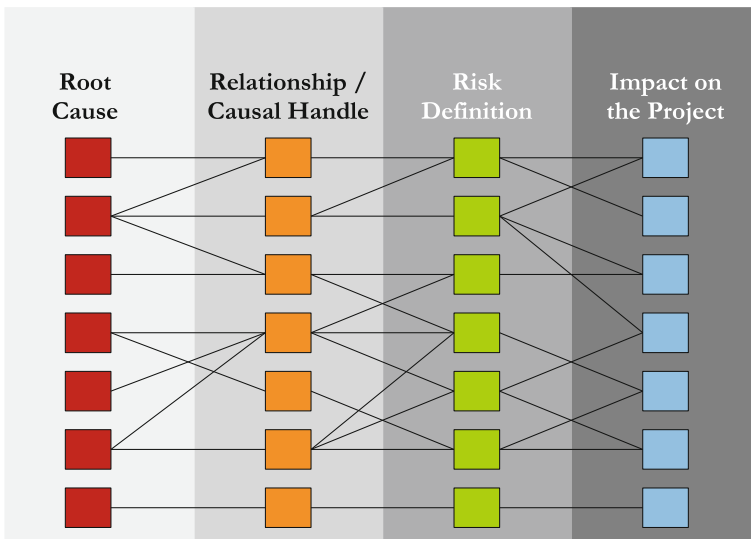 Root
Cause
Relationship /
Causal Handle
Risk
Definition
Impact on
the Project